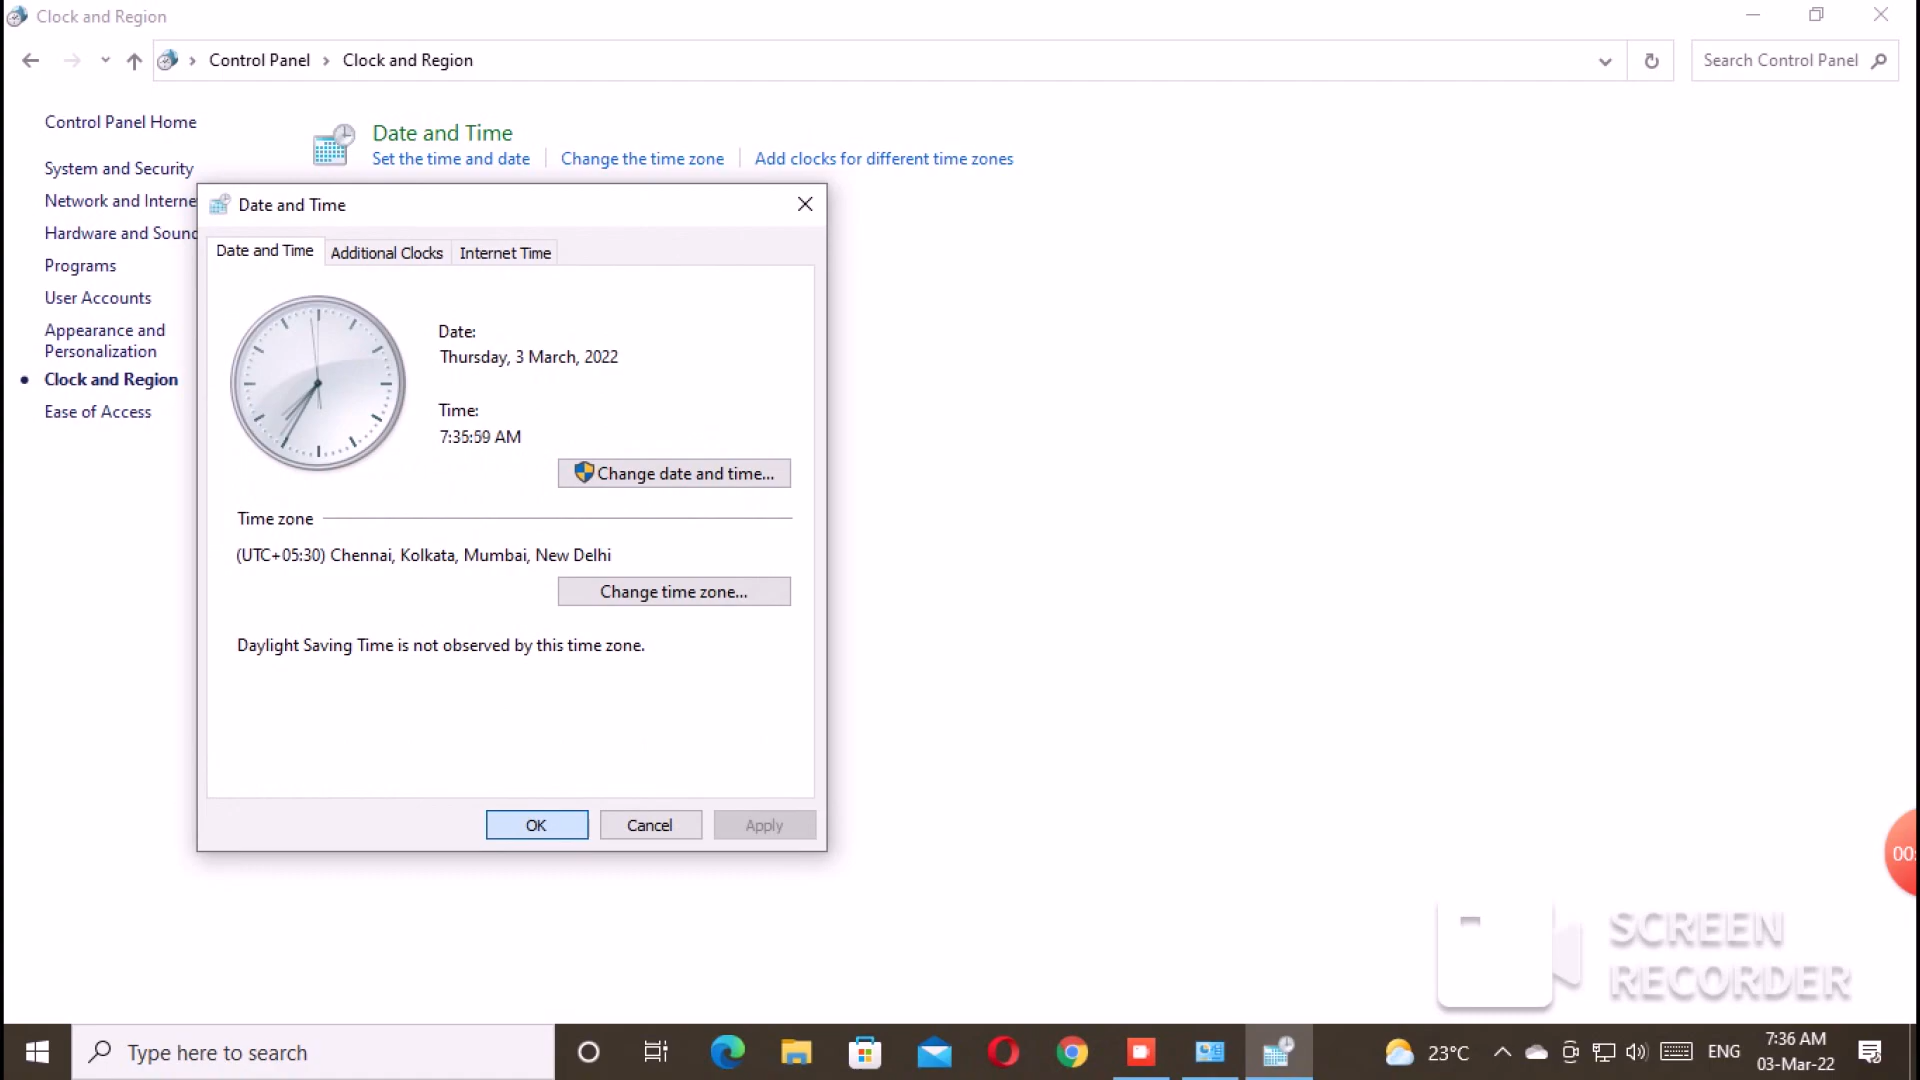 Clock and Region
Control Panel
Clock and Region
Search Control Panel
Control Panel Home
System and Security
Network and Interne
Hardware and Sound
Programs
User Accounts
Appearance and
Personalization
Clock and Region
Ease of Access
Date and Time
Set the time and date
Change the time zone
Add clocks for different time zones
Date and Time
Date and Time
Additional Clocks
Internet Time
Date:
Thursday, 3 March, 2022
Time:
7:35:59 AM
Change date and time...
Time zone
(UTC+05:30) Chennai, Kolkata, Mumbai, New Delhi
Change time zone...
Daylight Saving Time is not observed by this time zone.
OK
Cancel
Apply
00:
SCREEN
RECORDER
Type here to search
23°C
ENG
7:36 AM
03-Mar-22